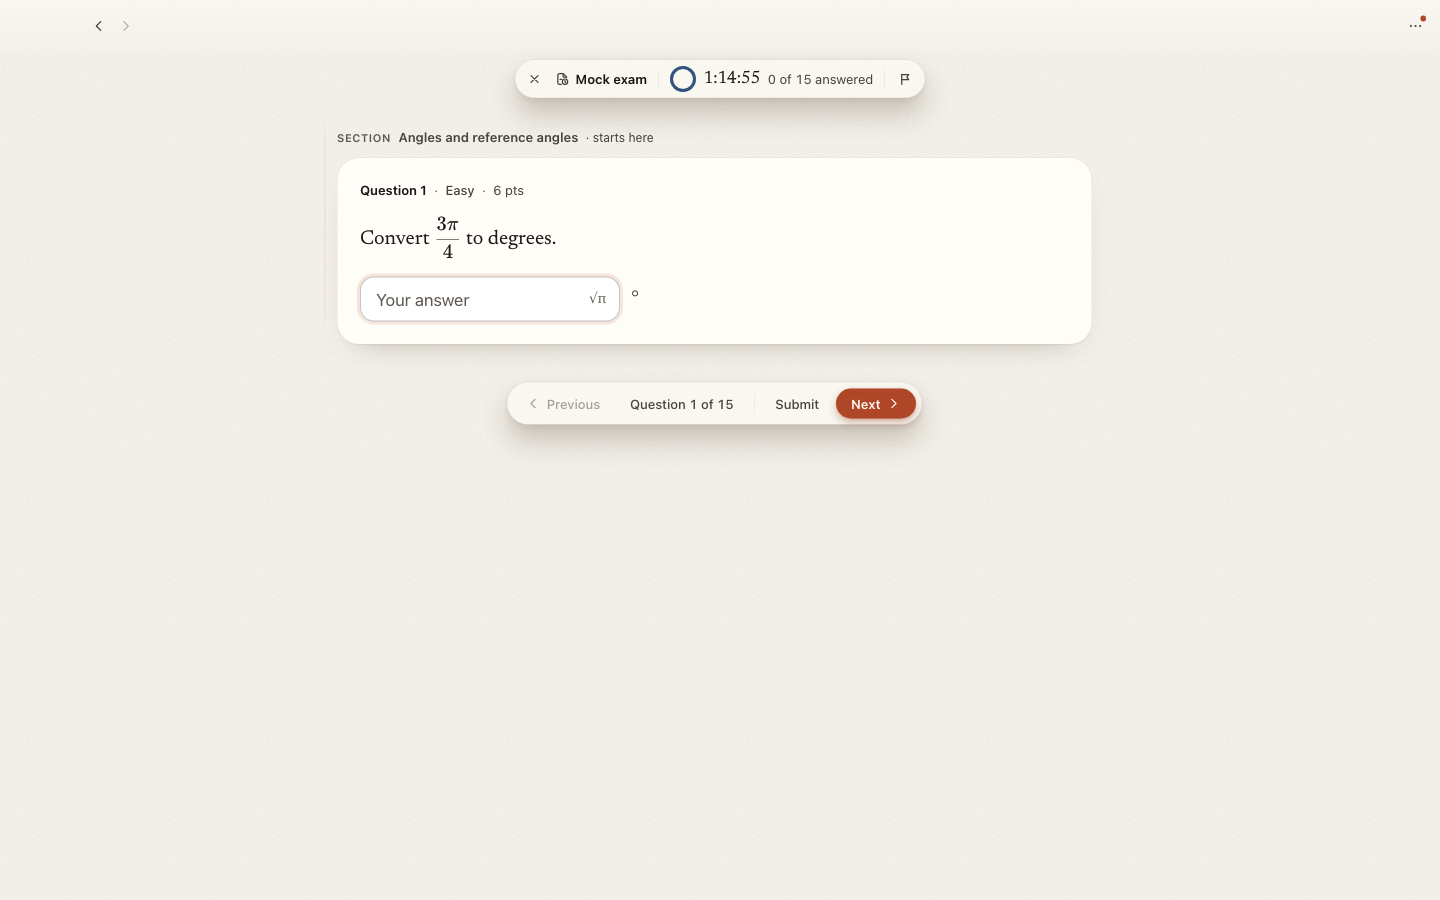 Mock exam 1:14:55 0 of 15 answered
SECTION Angles and reference angles · starts here
Question 1 · Easy · 6 pts
Convert 3π/4 to degrees.
Your answer √π °
Previous Question 1 of 15 Submit Next